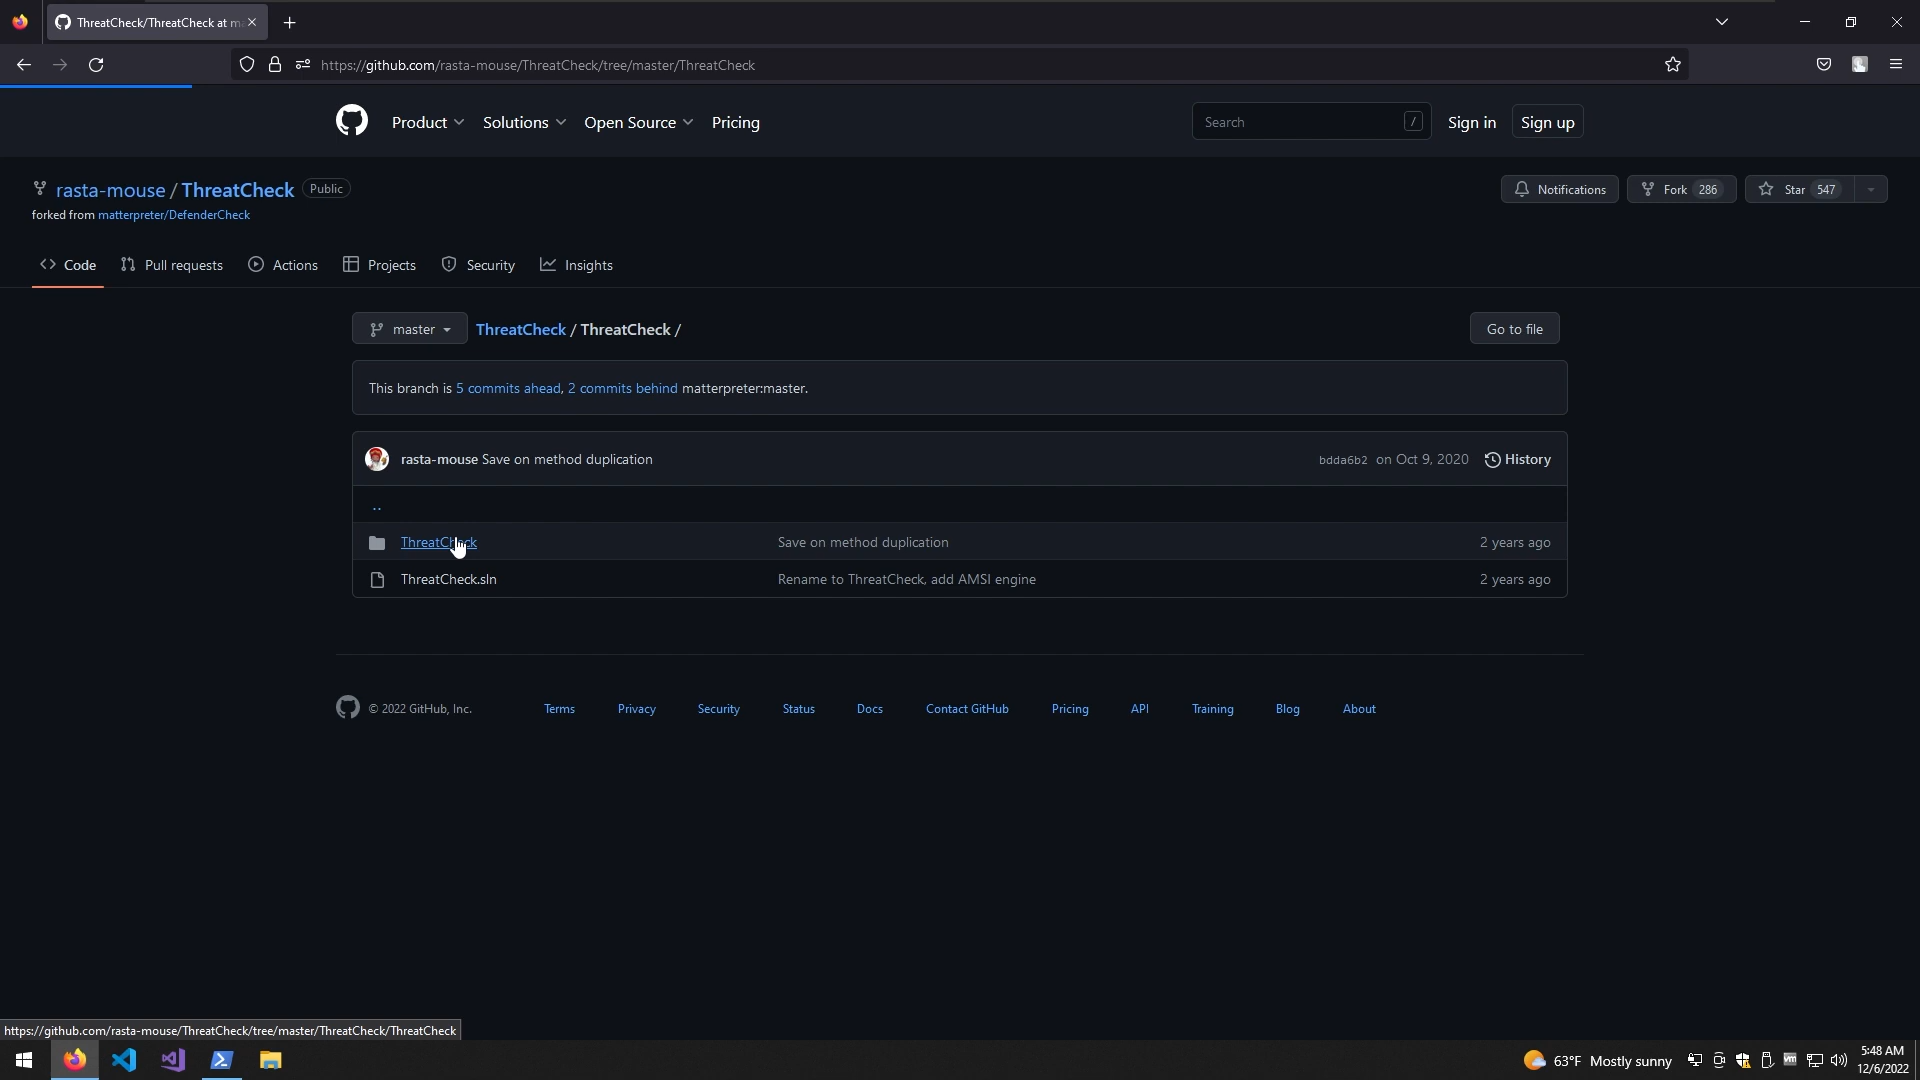 ThreatCheck/ThreatCheck at ma
https://github.com/rasta-mouse/ThreatCheck/tree/master/ThreatCheck
Product Solutions Open Source Pricing
Search /
Sign in
Sign up
rasta-mouse / ThreatCheck Public
forked from matterpreter/DefenderCheck
Notifications
Fork 286
Star 547
Code
Pull requests
Actions
Projects
Security
Insights
master
ThreatCheck / ThreatCheck /
Go to file
This branch is 5 commits ahead, 2 commits behind matterpreter:master.
rasta-mouse Save on method duplication
bdda6b2 on Oct 9, 2020
History
..
ThreatCheck Save on method duplication 2 years ago
ThreatCheck.sln Rename to ThreatCheck, add AMSI engine 2 years ago
© 2022 GitHub, Inc. Terms Privacy Security Status Docs Contact GitHub Pricing API Training Blog About
https://github.com/rasta-mouse/ThreatCheck/tree/master/ThreatCheck/ThreatCheck
63°F Mostly sunny
5:48 AM
12/6/2022